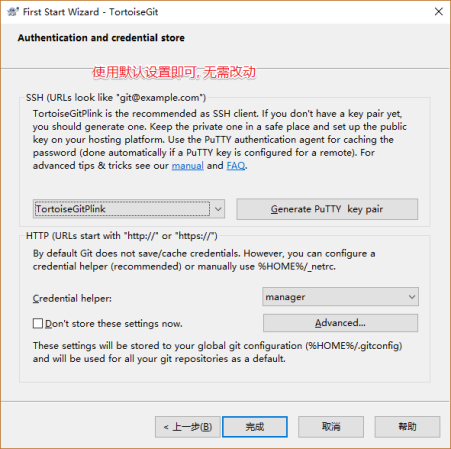 First Start Wizard - TortoiseGit
Authentication and credential store
使用默认设置即可, 无需改动
SSH (URLs look like "git@example.com")
TortoiseGitPlink is the recommended as SSH client. If you don't have a key pair yet,
you should generate one. Keep the private one in a safe place and set up the public
key on your hosting platform. Use the PuTTY authentication agent for caching the
password (done automatically if a PuTTY key is configured for a remote). For
advanced tips & tricks see our manual and FAQ.
TortoiseGitPlink
Generate PuTTY key pair
HTTP (URLs start with "http://" or "https://")
By default Git does not save/cache credentials. However, you can configure a
credential helper (recommended) or manually use %HOME%/_netrc.
Credential helper:
manager
Don't store these settings now.
Advanced...
These settings will be stored to your global git configuration (%HOME%/.gitconfig)
and will be used for all your git repositories as a default.
< 上一步(B)
完成
取消
帮助